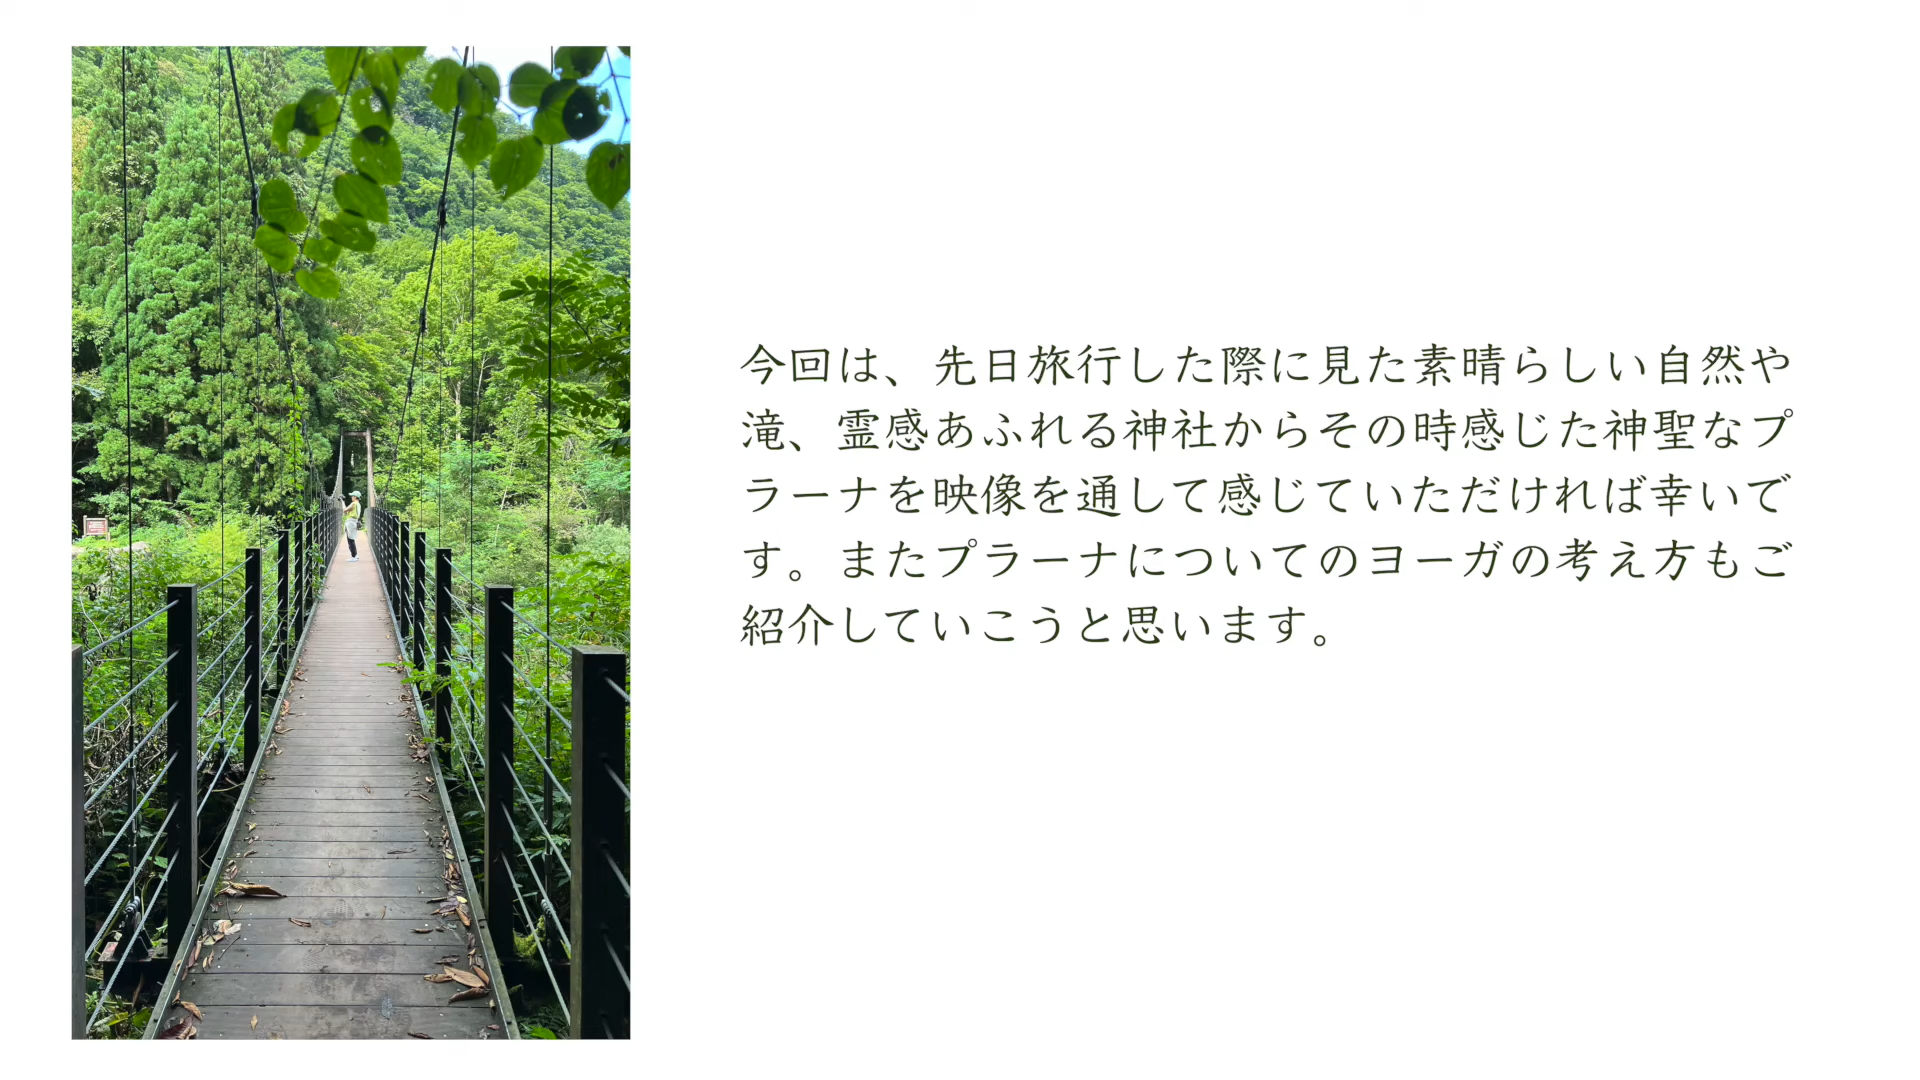 今回は、先日旅行した際に見た素晴らしい自然や
滝、霊感あふれる神社からその時感じた神聖なプ
ラーナを映像を通して感じていただければ幸いで
す。またプラーナについてのヨーガの考え方もご
紹介していこうと思います。